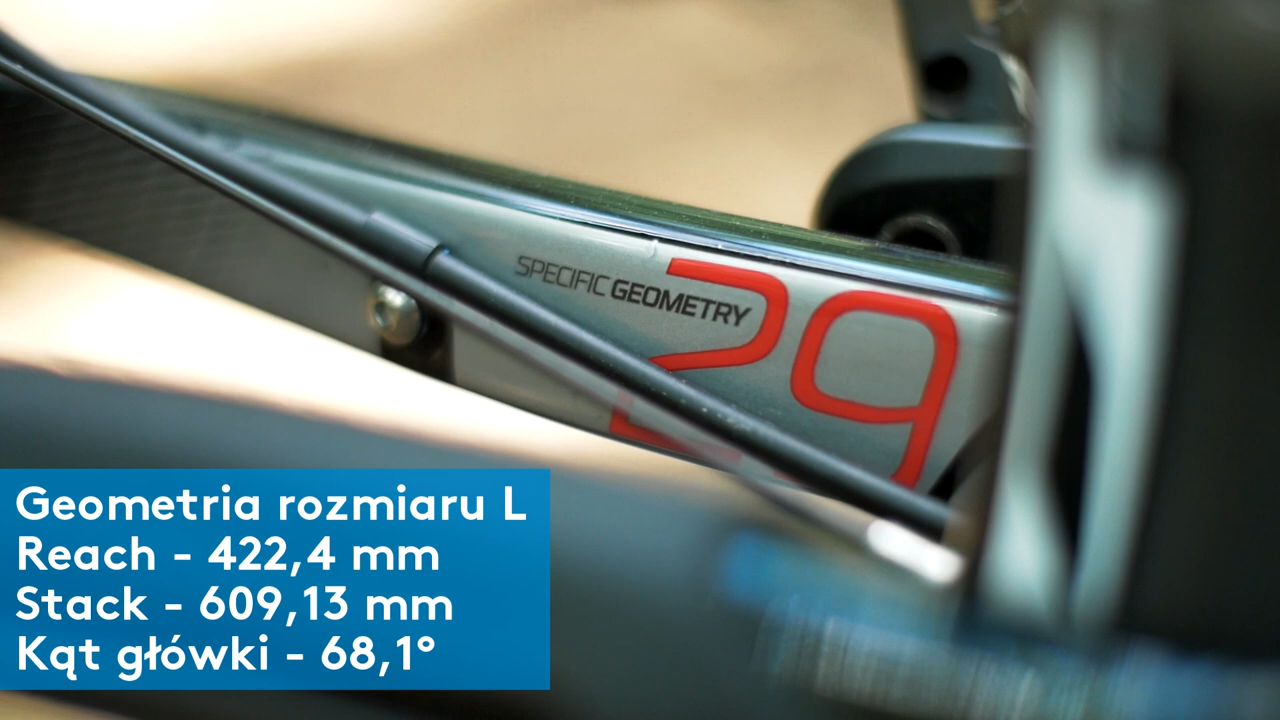 SPECIFIC GEOMETRY
29
Geometria rozmiaru L
Reach - 422,4 mm
Stack - 609,13 mm
Kąt główki - 68,1°